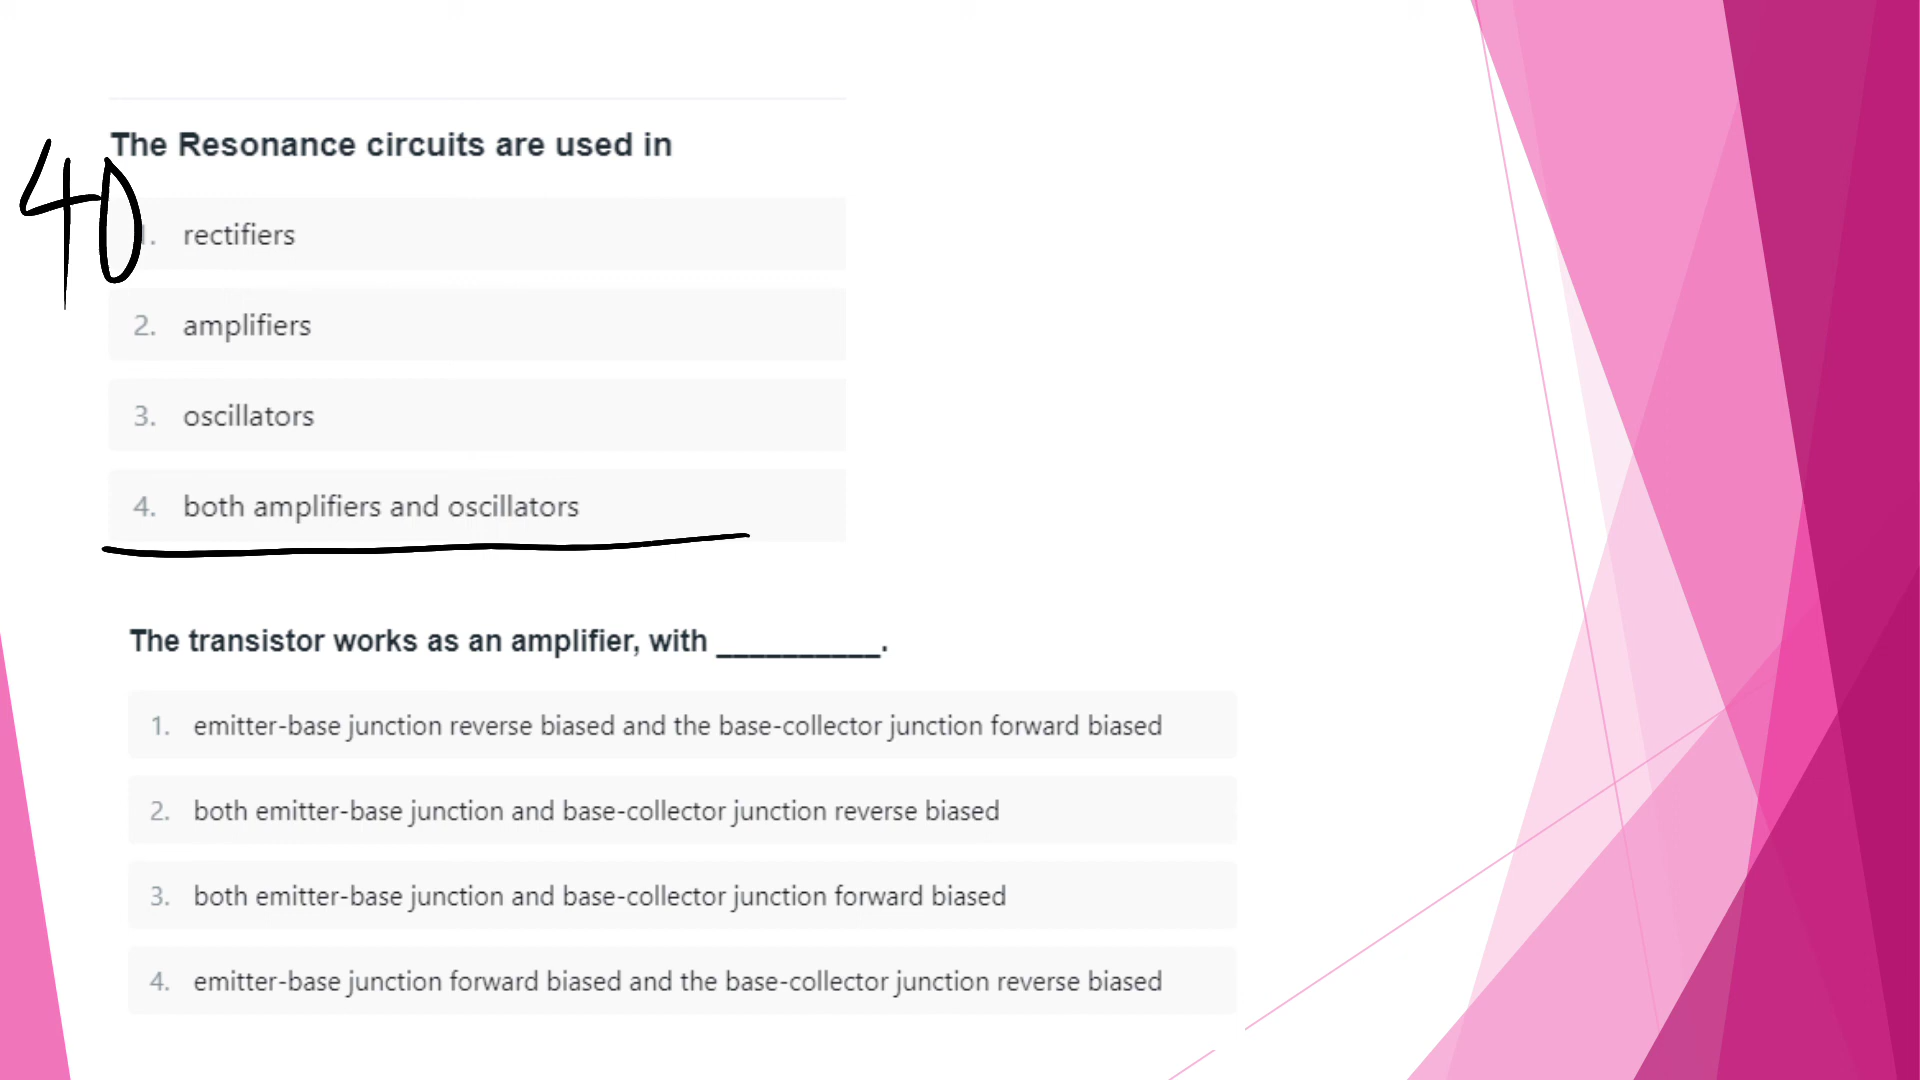 The Resonance circuits are used in
40
1. rectifiers
2. amplifiers
3. oscillators
4. both amplifiers and oscillators
The transistor works as an amplifier, with __________.
1. emitter-base junction reverse biased and the base-collector junction forward biased
2. both emitter-base junction and base-collector junction reverse biased
3. both emitter-base junction and base-collector junction forward biased
4. emitter-base junction forward biased and the base-collector junction reverse biased